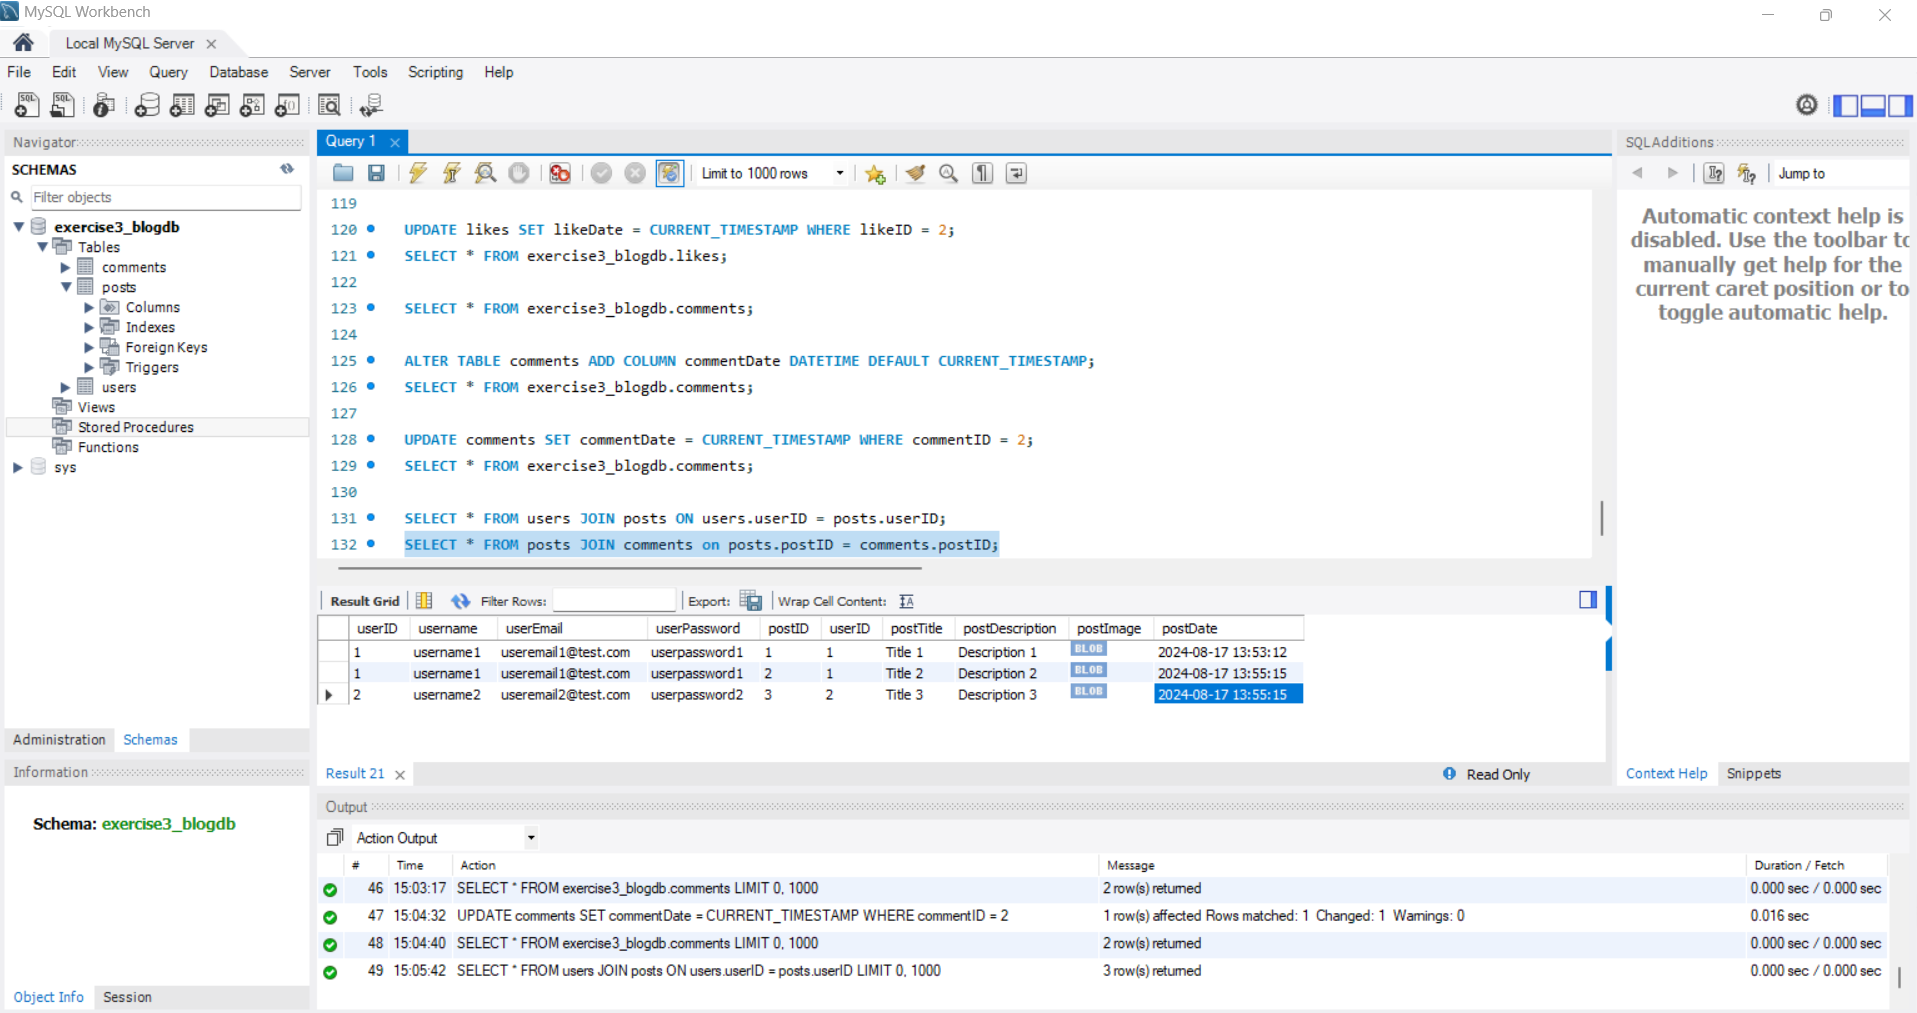 MySQL Workbench
Local MySQL Server
File Edit View Query Database Server Tools Scripting Help
Navigator
SCHEMAS
Filter objects
exercise3_blogdb
Tables
comments
posts
Columns
Indexes
Foreign Keys
Triggers
users
Views
Stored Procedures
Functions
sys
Administration Schemas
Information
Schema: exercise3_blogdb
Object Info Session
Query 1
Limit to 1000 rows
119
120 UPDATE likes SET likeDate = CURRENT_TIMESTAMP WHERE likeID = 2;
121 SELECT * FROM exercise3_blogdb.likes;
122
123 SELECT * FROM exercise3_blogdb.comments;
124
125 ALTER TABLE comments ADD COLUMN commentDate DATETIME DEFAULT CURRENT_TIMESTAMP;
126 SELECT * FROM exercise3_blogdb.comments;
127
128 UPDATE comments SET commentDate = CURRENT_TIMESTAMP WHERE commentID = 2;
129 SELECT * FROM exercise3_blogdb.comments;
130
131 SELECT * FROM users JOIN posts ON users.userID = posts.userID;
132 SELECT * FROM posts JOIN comments on posts.postID = comments.postID;
Result Grid Filter Rows: Export: Wrap Cell Content:
userID username userEmail userPassword postID userID postTitle postDescription postImage postDate
1 username1 useremail1@test.com userpassword1 1 1 Title 1 Description 1 BLOB 2024-08-17 13:53:12
1 username1 useremail1@test.com userpassword1 2 1 Title 2 Description 2 BLOB 2024-08-17 13:55:15
2 username2 useremail2@test.com userpassword2 3 2 Title 3 Description 3 BLOB 2024-08-17 13:55:15
Result 21 Read Only
Output
Action Output
# Time Action Message Duration / Fetch
46 15:03:17 SELECT * FROM exercise3_blogdb.comments LIMIT 0, 1000 2 row(s) returned 0.000 sec / 0.000 sec
47 15:04:32 UPDATE comments SET commentDate = CURRENT_TIMESTAMP WHERE commentID = 2 1 row(s) affected Rows matched: 1 Changed: 1 Warnings: 0 0.016 sec
48 15:04:40 SELECT * FROM exercise3_blogdb.comments LIMIT 0, 1000 2 row(s) returned 0.000 sec / 0.000 sec
49 15:05:42 SELECT * FROM users JOIN posts ON users.userID = posts.userID LIMIT 0, 1000 3 row(s) returned 0.000 sec / 0.000 sec
SQLAdditions
Jump to
Automatic context help is
disabled. Use the toolbar to
manually get help for the
current caret position or to
toggle automatic help.
Context Help Snippets